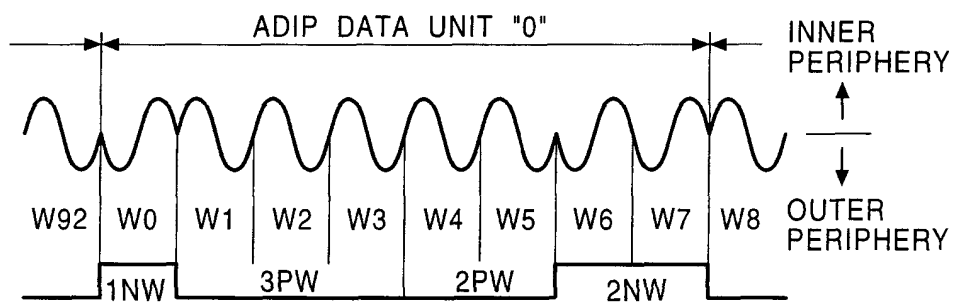 ADIP DATA UNIT "0"
INNER
PERIPHERY
W92 W0 W1 W2 W3 W4 W5 W6 W7 W8
OUTER
PERIPHERY
1NW 3PW 2PW 2NW